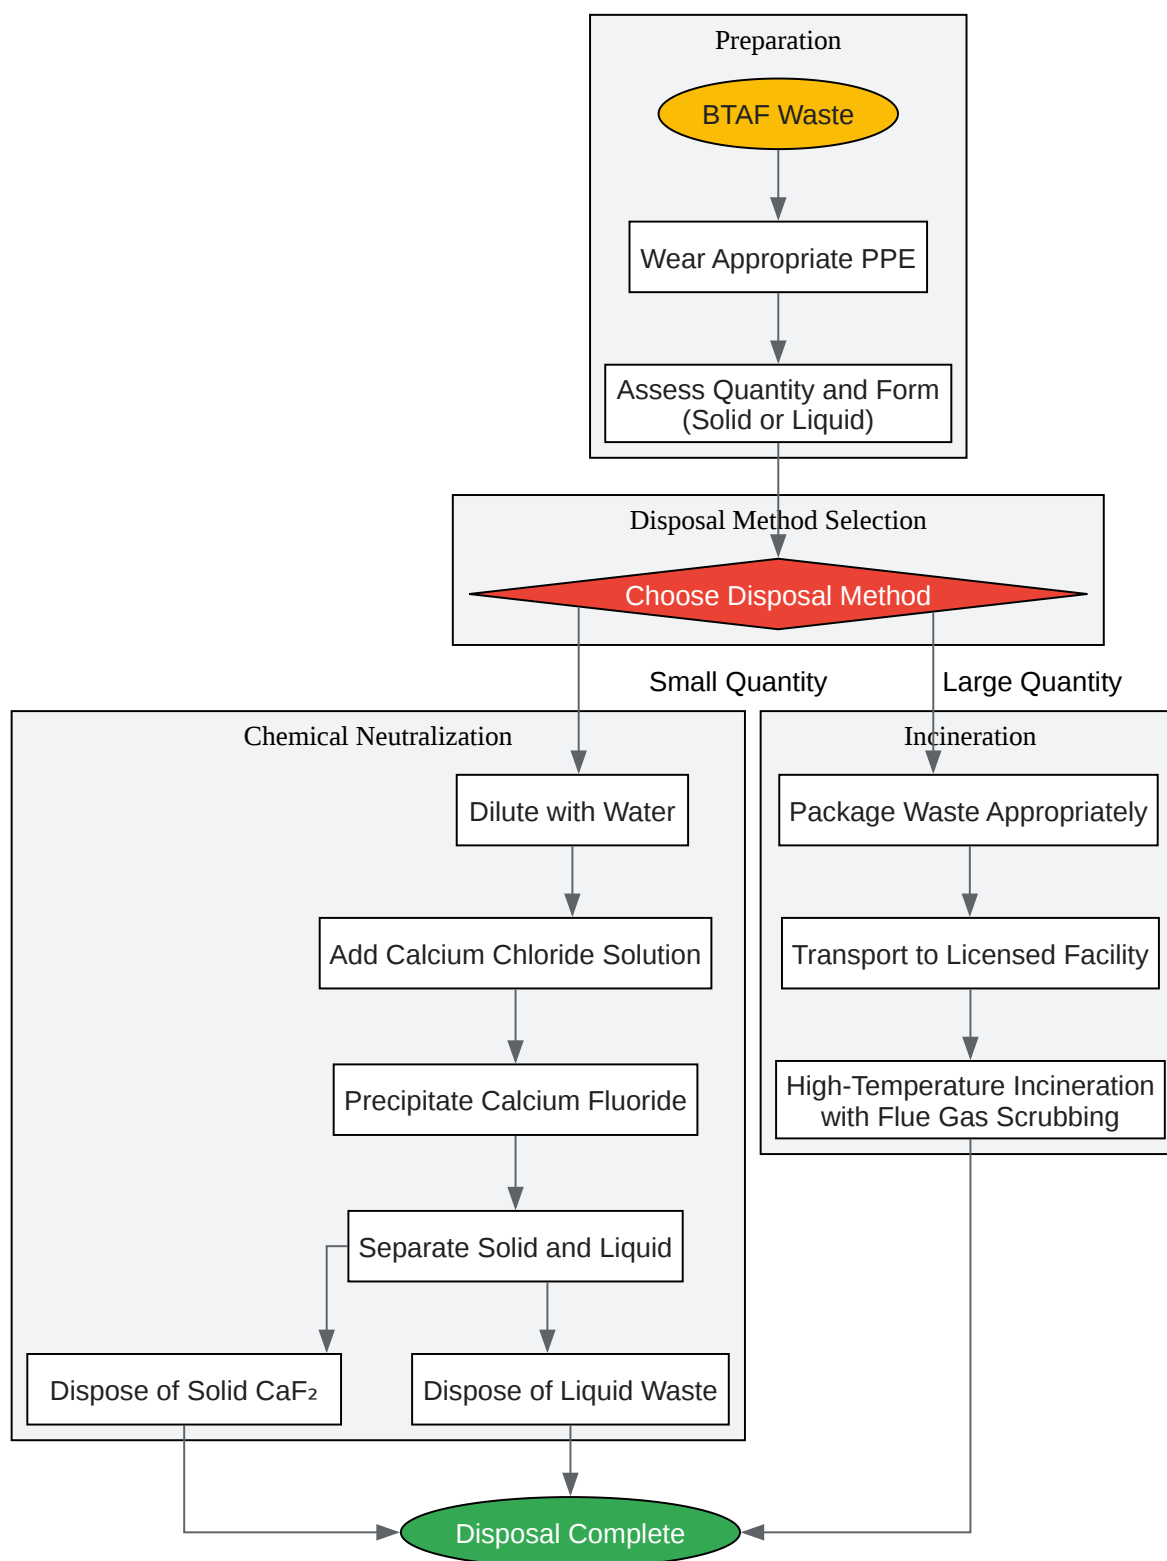 Preparation
BTAF Waste
Wear Appropriate PPE
Assess Quantity and Form
(Solid or Liquid)
Disposal Method Selection
Choose Disposal Method
Small Quantity
Large Quantity
Chemical Neutralization
Dilute with Water
Add Calcium Chloride Solution
Precipitate Calcium Fluoride
Separate Solid and Liquid
Dispose of Solid CaF₂
Dispose of Liquid Waste
Incineration
Package Waste Appropriately
Transport to Licensed Facility
High-Temperature Incineration
with Flue Gas Scrubbing
Disposal Complete